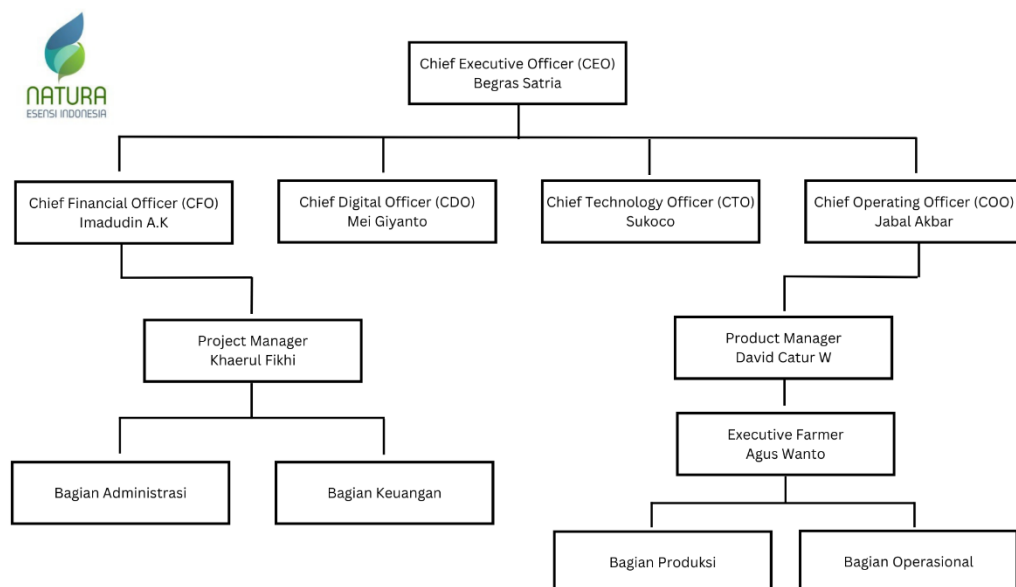 NATURA
ESENSI INDONESIA
Chief Executive Officer (CEO)
Begras Satria
Chief Financial Officer (CFO)
Imadudin A.K
Chief Digital Officer (CDO)
Mei Giyanto
Chief Technology Officer (CTO)
Sukoco
Chief Operating Officer (COO)
Jabal Akbar
Project Manager
Khaerul Fikhi
Product Manager
David Catur W
Executive Farmer
Agus Wanto
Bagian Administrasi
Bagian Keuangan
Bagian Produksi
Bagian Operasional